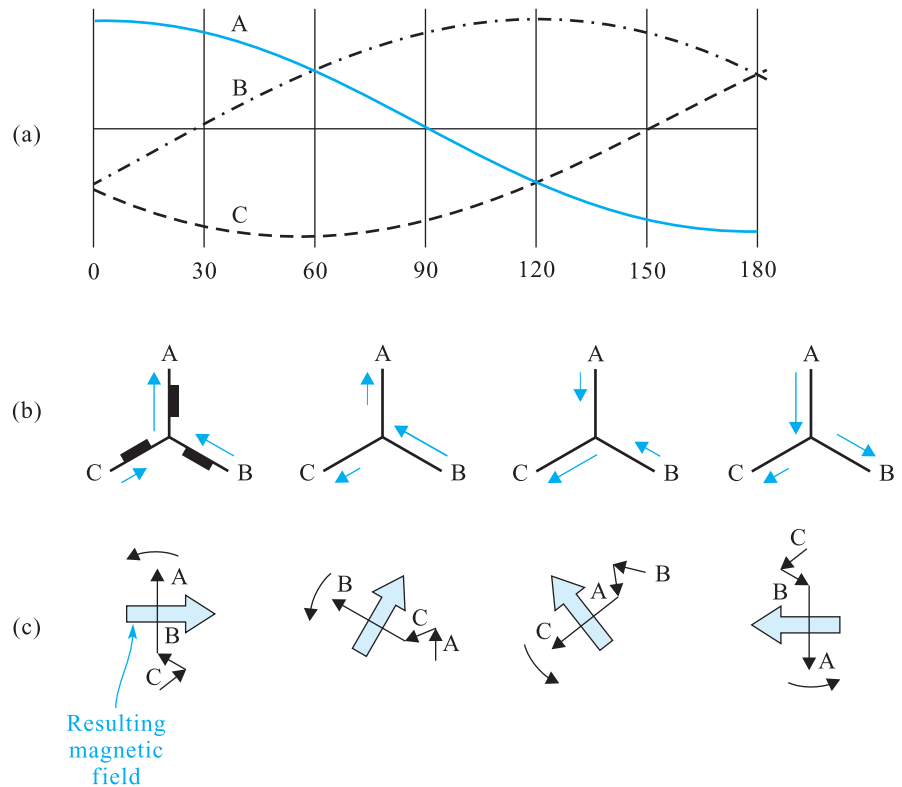 A
B
(a)
C
0 30 60 90 120 150 180
A A A A
(b)
C B C B C B C B
C
A B B A B
(c) B C A C
C A
Resulting
magnetic
field